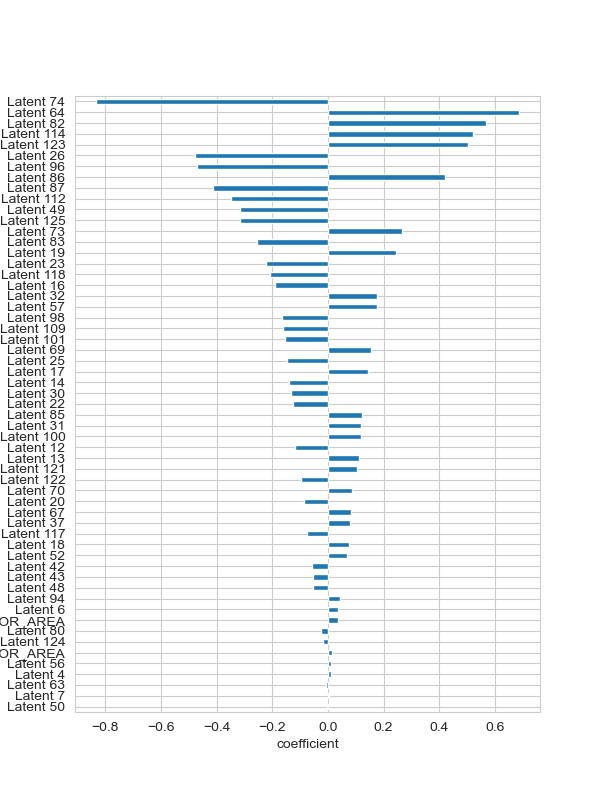 Latent 74
Latent 64
Latent 82
Latent 114
Latent 123
Latent 26
Latent 96
Latent 86
Latent 87
Latent 112
Latent 49
Latent 125
Latent 73
Latent 83
Latent 19
Latent 23
Latent 118
Latent 16
Latent 32
Latent 57
Latent 98
Latent 109
Latent 101
Latent 69
Latent 25
Latent 17
Latent 14
Latent 30
Latent 22
Latent 85
Latent 31
Latent 100
Latent 12
Latent 13
Latent 121
Latent 122
Latent 70
Latent 20
Latent 67
Latent 37
Latent 117
Latent 18
Latent 52
Latent 42
Latent 43
Latent 48
Latent 94
Latent 6
OR_AREA
Latent 80
Latent 124
OR_AREA
Latent 56
Latent 4
Latent 63
Latent 7
Latent 50
−0.8 −0.6 −0.4 −0.2 0.0 0.2 0.4 0.6
coefficient